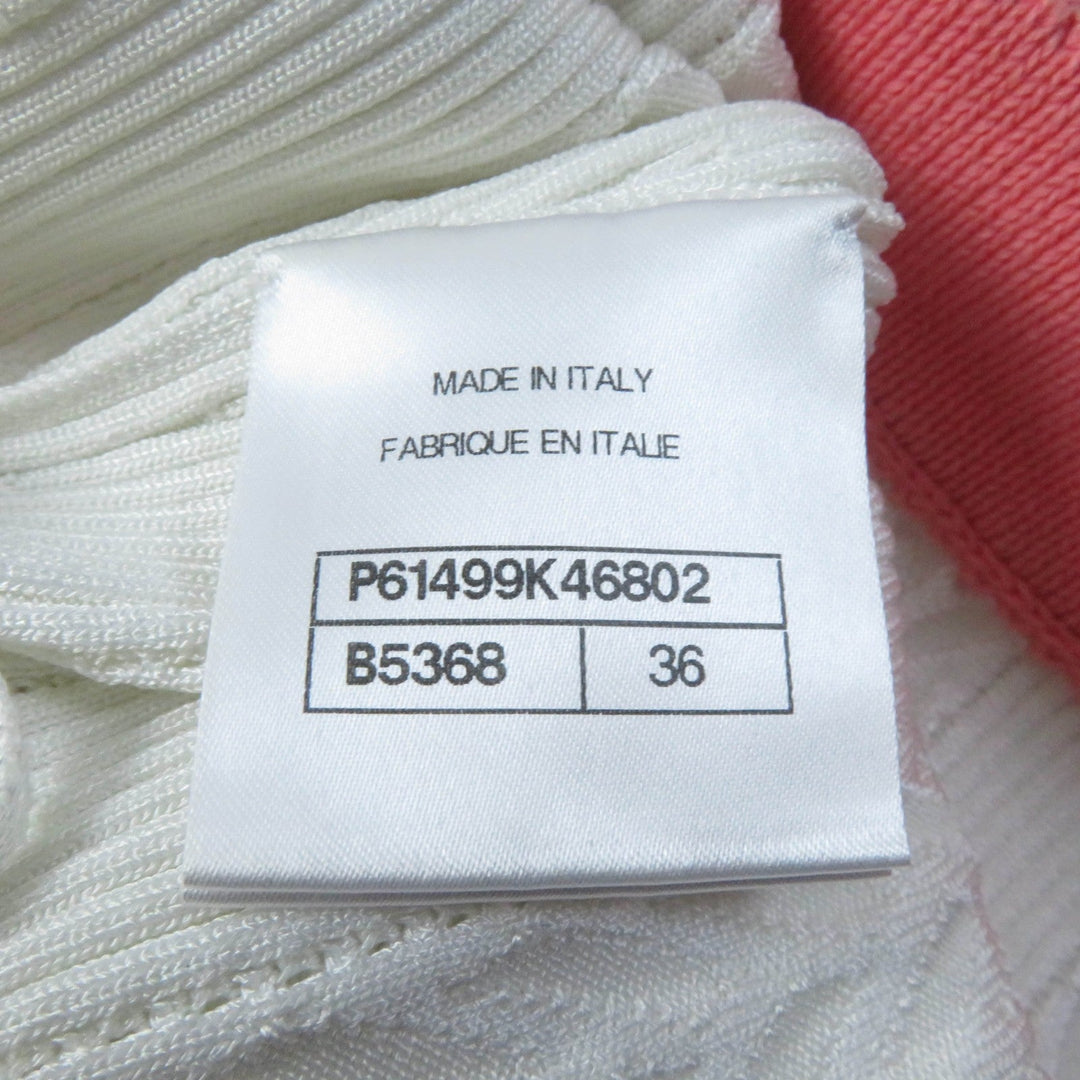 MADE IN ITALY
FABRIQUE EN ITALIE
P61499K46802
B5368 36